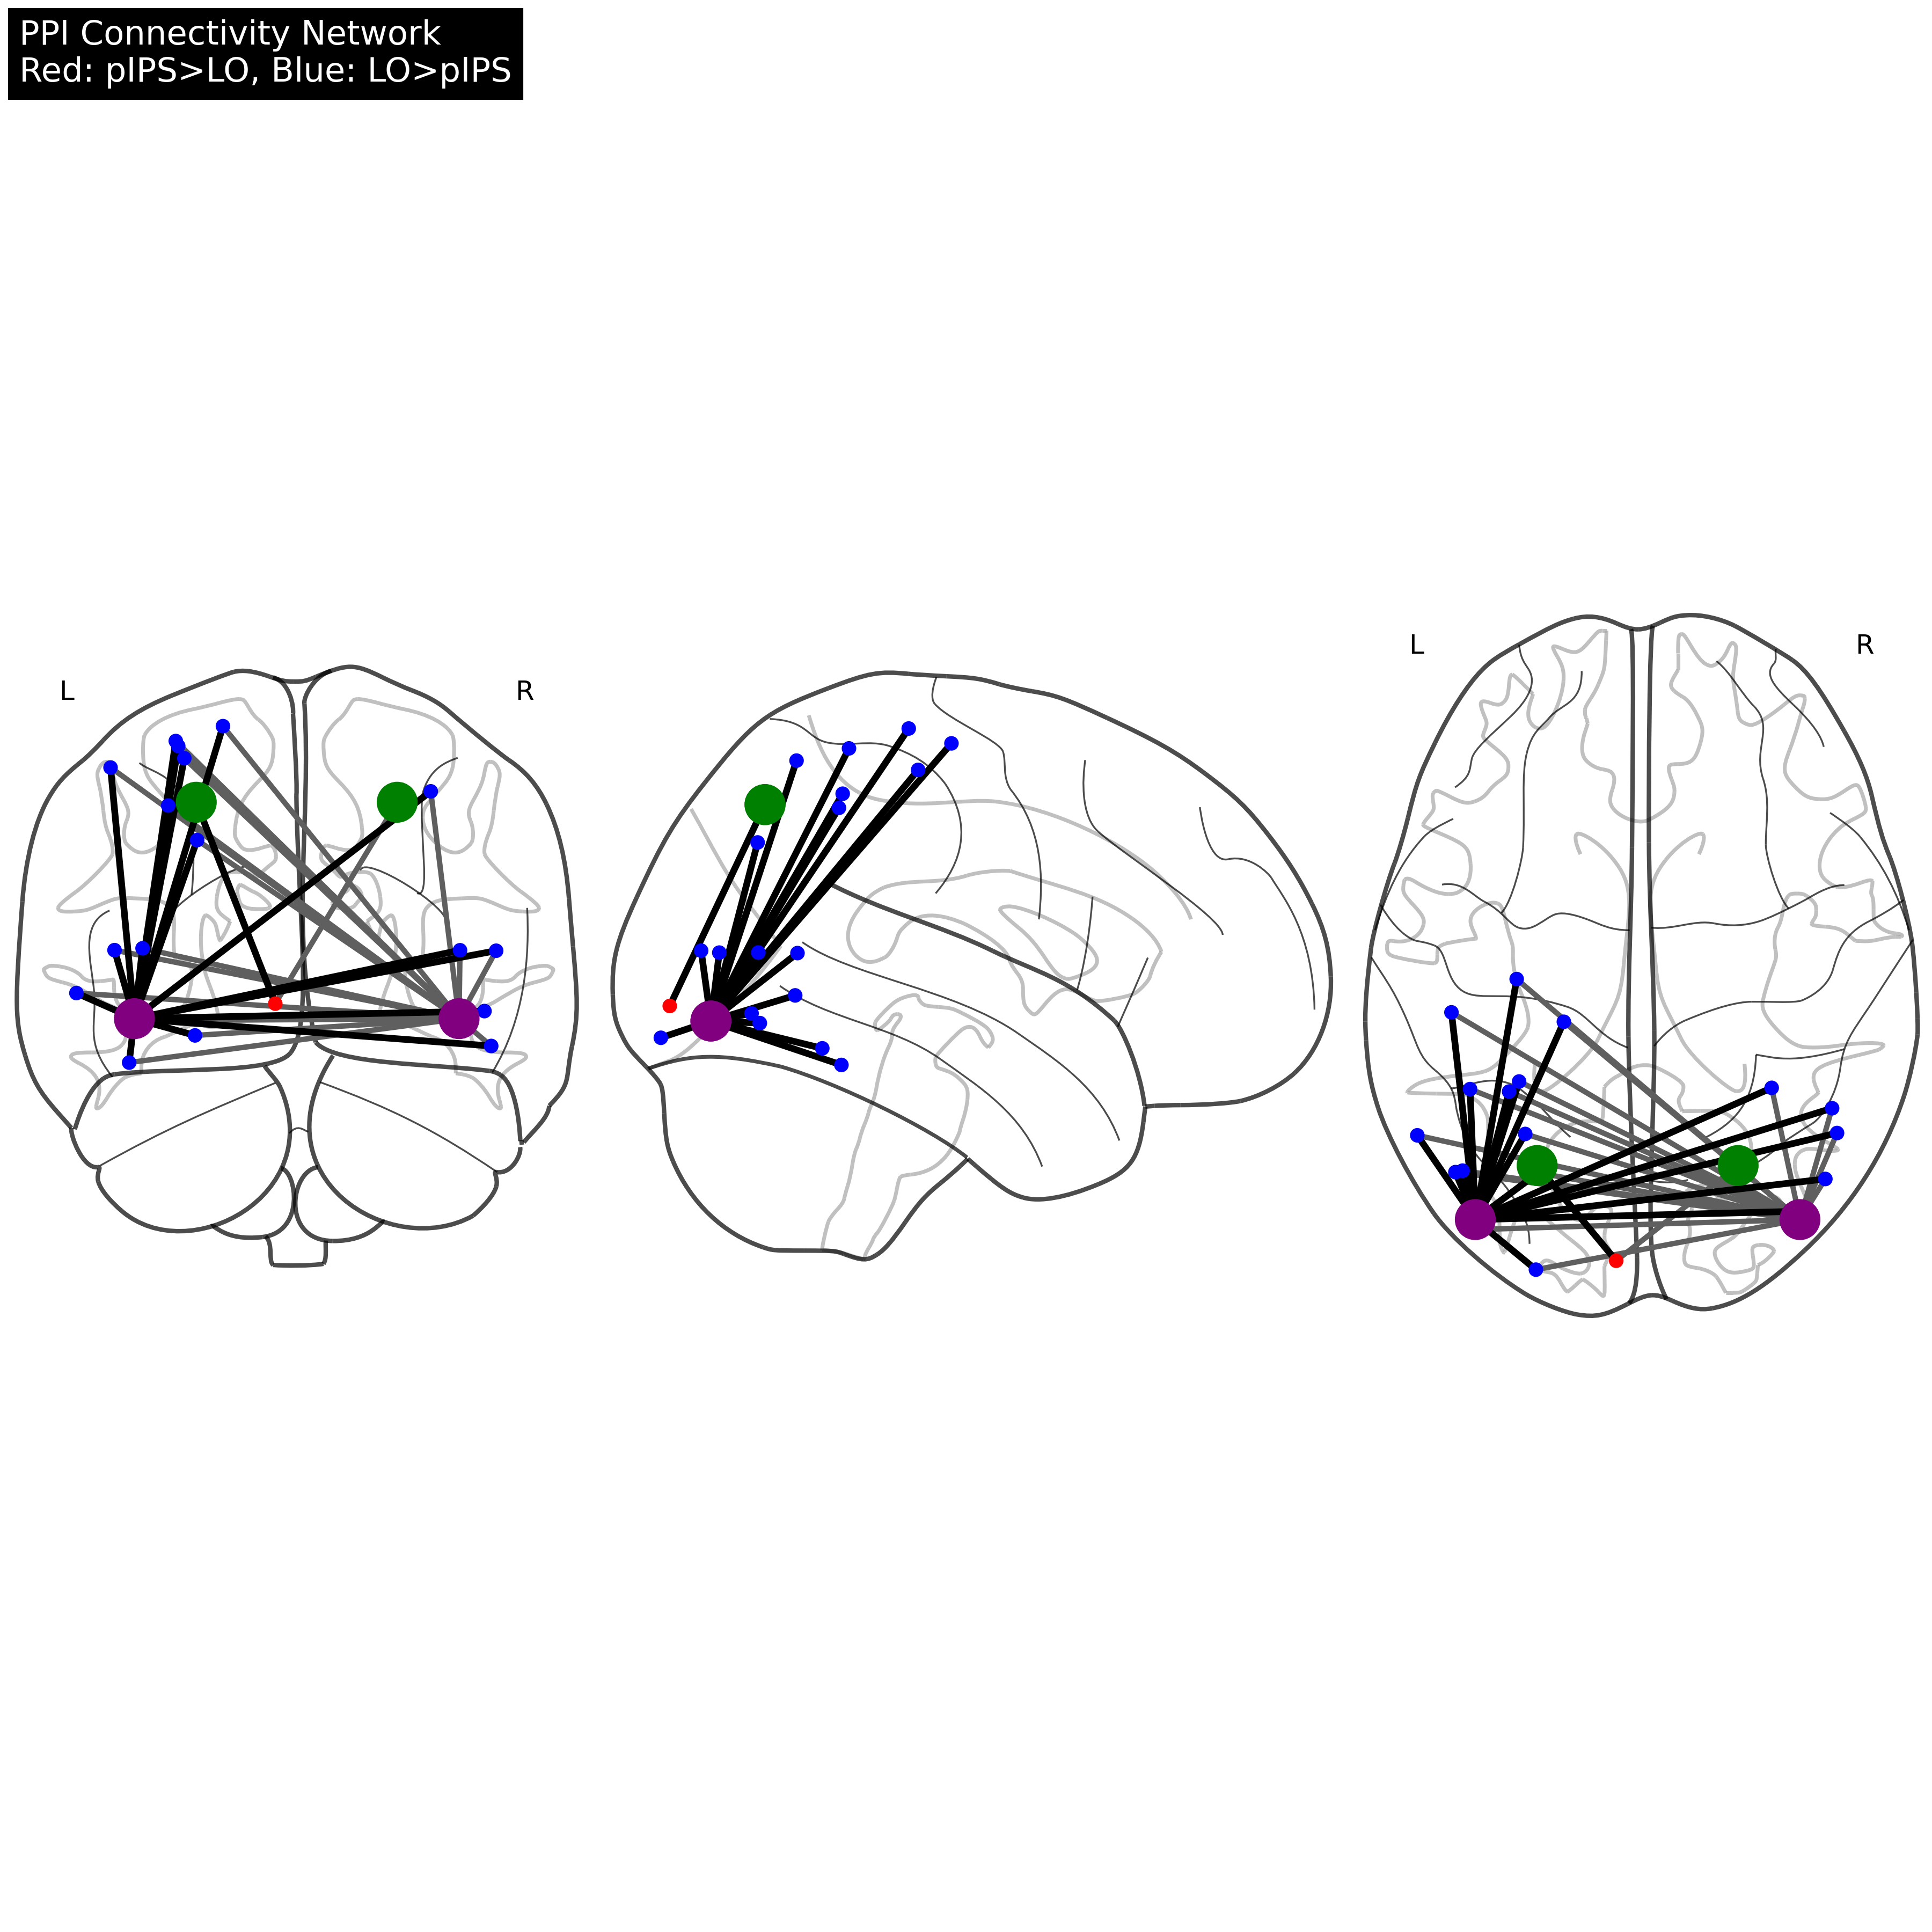 PPI Connectivity Network
Red: pIPS>LO, Blue: LO>pIPS
L R
L R